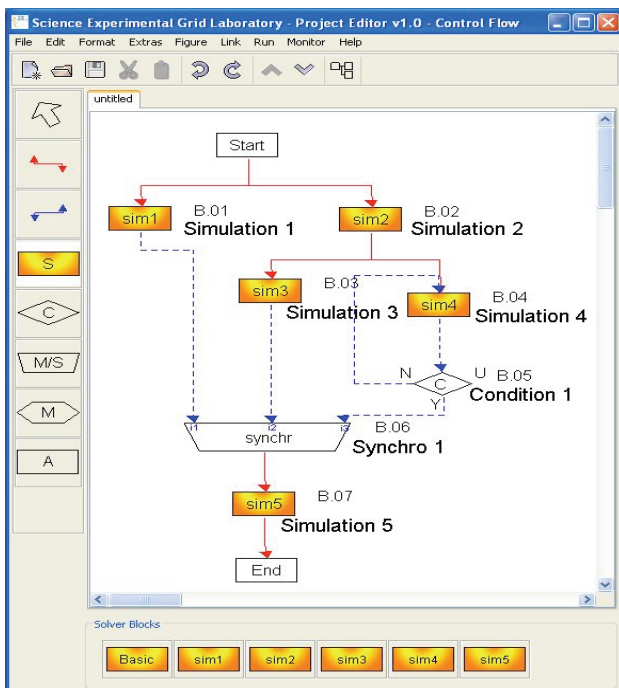 Science Experimental Grid Laboratory - Project Editor v1.0 - Control Flow
File Edit Format Extras Figure Link Run Monitor Help
untitled
S
C
M/S
M
A
Start
sim1
B.01
Simulation 1
sim2
B.02
Simulation 2
sim3
B.03
Simulation 3
sim4
B.04
Simulation 4
N
C
U
B.05
Condition 1
Y
i1
i2
i3
synchr
B.06
Synchro 1
sim5
B.07
Simulation 5
End
Solver Blocks
Basic sim1 sim2 sim3 sim4 sim5